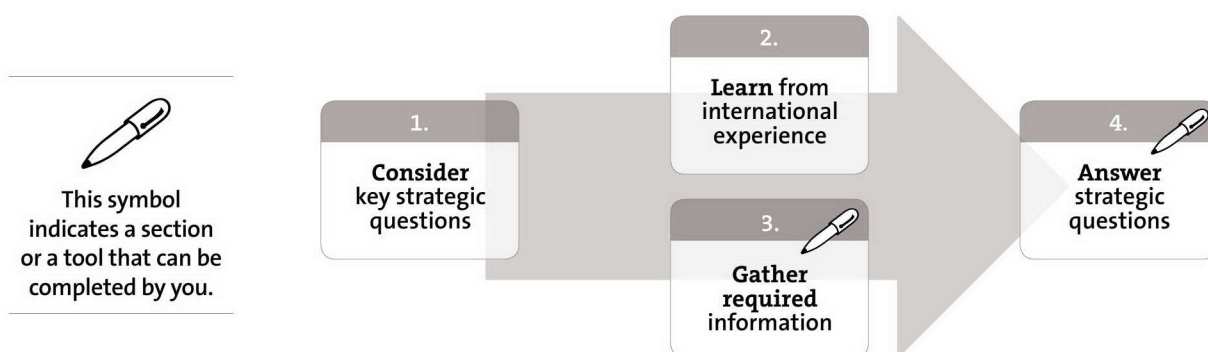 This symbol
indicates a section
or a tool that can be
completed by you.
1.
Consider
key strategic
questions
2.
Learn from
international
experience
3.
Gather
required
information
4.
Answer
strategic
questions